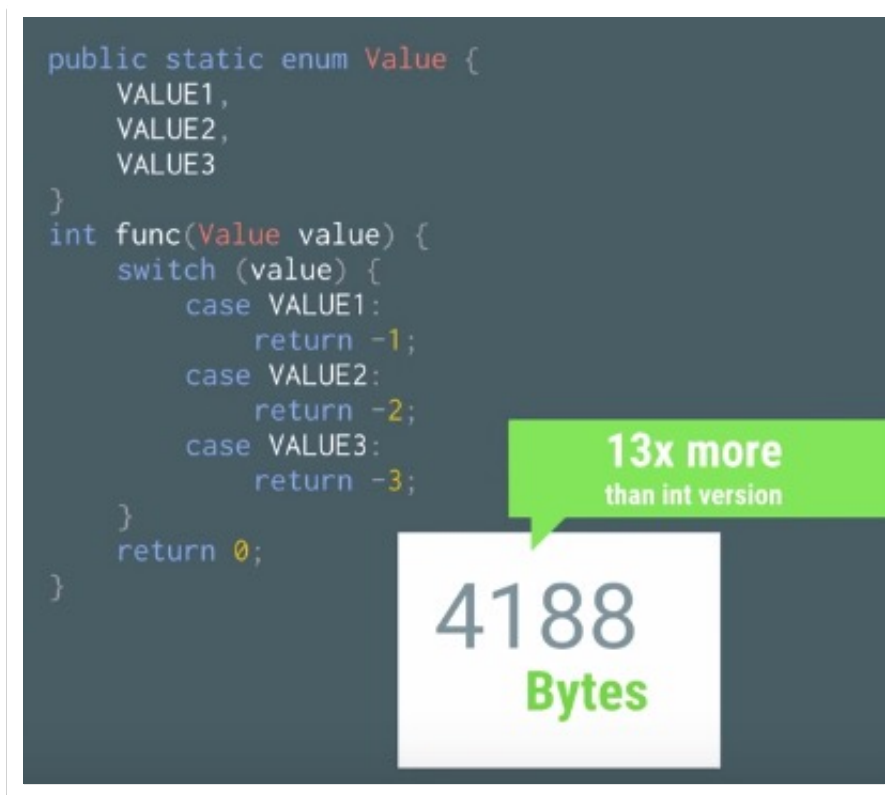 public static enum Value {
    VALUE1,
    VALUE2,
    VALUE3
}
int func(Value value) {
    switch (value) {
        case VALUE1:
            return -1;
        case VALUE2:
            return -2;
        case VALUE3:
            return -3;
    }
    return 0;
}
13x more
than int version
4188
Bytes